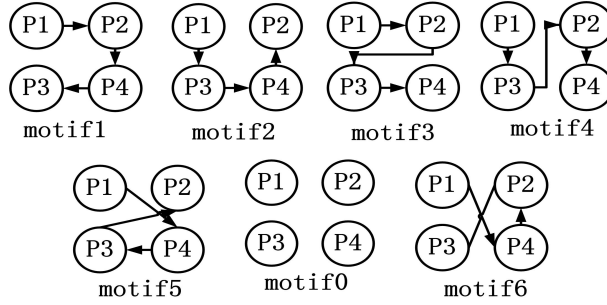 P1 P2 P1 P2 P1 P2 P1 P2
P3 P4 P3 P4 P3 P4 P3 P4
motif1 motif2 motif3 motif4
P1 P2 P1 P2 P1 P2
P3 P4 P3 P4 P3 P4
motif5 motif0 motif6